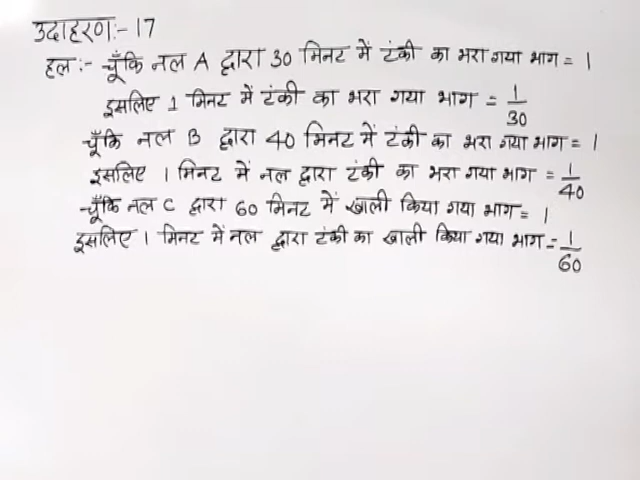 उदाहरण:-17
हल:- चूँकि नल A द्वारा 30 मिनट में टंकी का भरा गया भाग = 1
इसलिए 1 मिनट में टंकी का भरा गया भाग = 1/30
चूँकि नल B द्वारा 40 मिनट में टंकी का भरा गया भाग = 1
इसलिए 1 मिनट में नल द्वारा टंकी का भरा गया भाग = 1/40
चूँकि नल C द्वारा 60 मिनट में खाली किया गया भाग = 1
इसलिए 1 मिनट में नल द्वारा टंकी का खाली किया गया भाग = 1/60